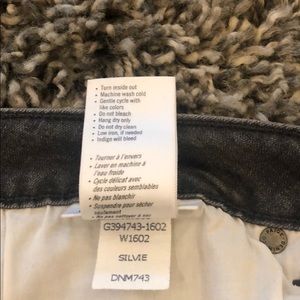 • Turn inside out
• Machine wash cold
• Gentle cycle with
like colors
• Do not bleach
• Hang dry only
• Do not dry clean
• Low iron, if needed
• Indigo will bleed
• Tourner à l'envers
• Laver en machine à
l'eau froide
• Cycle délicat avec
des couleurs semblables
• Ne pas blanchir
• Suspendre pour sécher
seulement
G394743-1602
W1602
SILVIE
DNM743